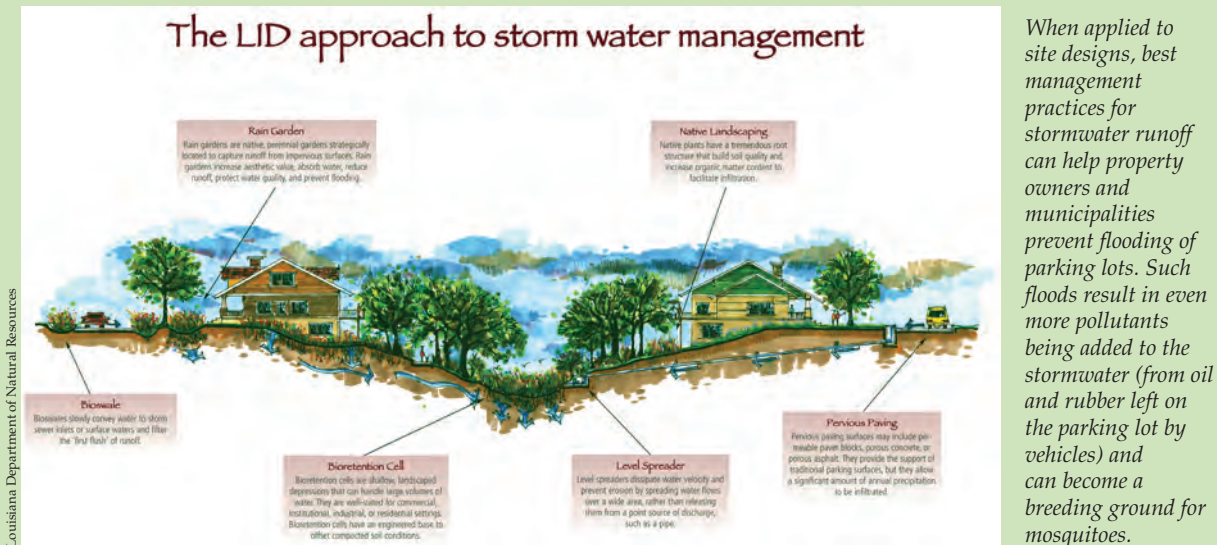 The LID approach to storm water management
Rain Garden
Rain gardens are native, perennial gardens strategically
located to capture runoff from impervious surfaces. Rain
gardens increase aesthetic value, absorb water, reduce
runoff, protect water quality, and prevent flooding.
Native Landscaping
Native plants have a tremendous root
structure that build soil quality and
increase organic matter content to
facilitate infiltration.
Bioswale
Bioswales slowly convey water to storm
sewer inlets or surface waters and filter
the 'first flush' of runoff.
Bioretention Cell
Bioretention cells are shallow, landscaped
depressions that can handle large volumes of
water. They are well-suited for commercial,
institutional, industrial, or residential settings.
Bioretention cells have an engineered base to
offset compacted soil conditions.
Level Spreader
Level spreaders dissipate water velocity and
prevent erosion by spreading water flows
over a wide area, rather than releasing
them from a point source of discharge,
such as a pipe.
Pervious Paving
Pervious paving surfaces may include per-
meable paver blocks, porous concrete, or
porous asphalt. They provide the support of
traditional parking surfaces, but they allow
a significant amount of annual precipitation
to be infiltrated.
Louisiana Department of Natural Resources
When applied to
site designs, best
management
practices for
stormwater runoff
can help property
owners and
municipalities
prevent flooding of
parking lots. Such
floods result in even
more pollutants
being added to the
stormwater (from oil
and rubber left on
the parking lot by
vehicles) and
can become a
breeding ground for
mosquitoes.